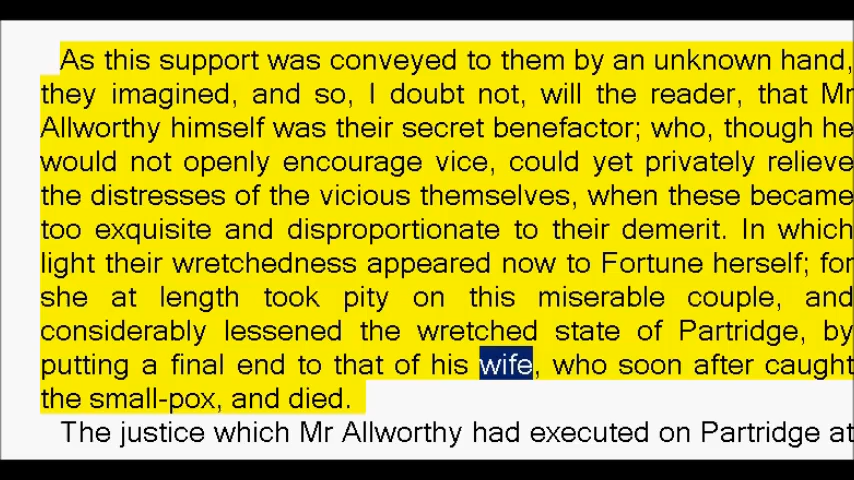 As this support was conveyed to them by an unknown hand,
they imagined, and so, I doubt not, will the reader, that Mr
Allworthy himself was their secret benefactor; who, though he
would not openly encourage vice, could yet privately relieve
the distresses of the vicious themselves, when these became
too exquisite and disproportionate to their demerit. In which
light their wretchedness appeared now to Fortune herself; for
she at length took pity on this miserable couple, and
considerably lessened the wretched state of Partridge, by
putting a final end to that of his wife, who soon after caught
the small-pox, and died.
The justice which Mr Allworthy had executed on Partridge at